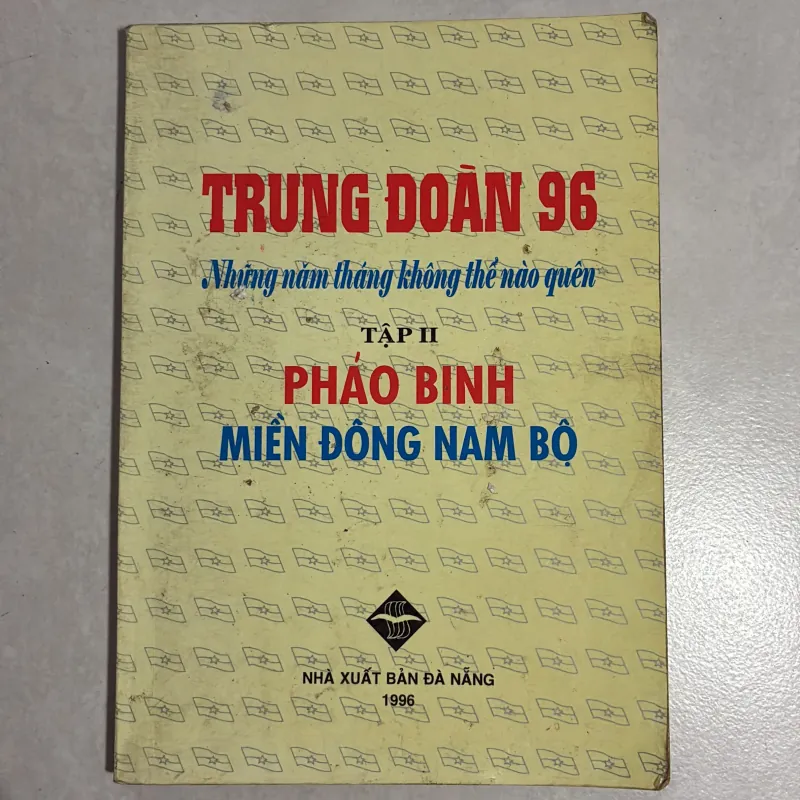 TRUNG ĐOÀN 96
Những năm tháng không thể nào quên
TẬP II
PHÁO BINH
MIỀN ĐÔNG NAM BỘ
NHÀ XUẤT BẢN ĐÀ NẴNG
1996